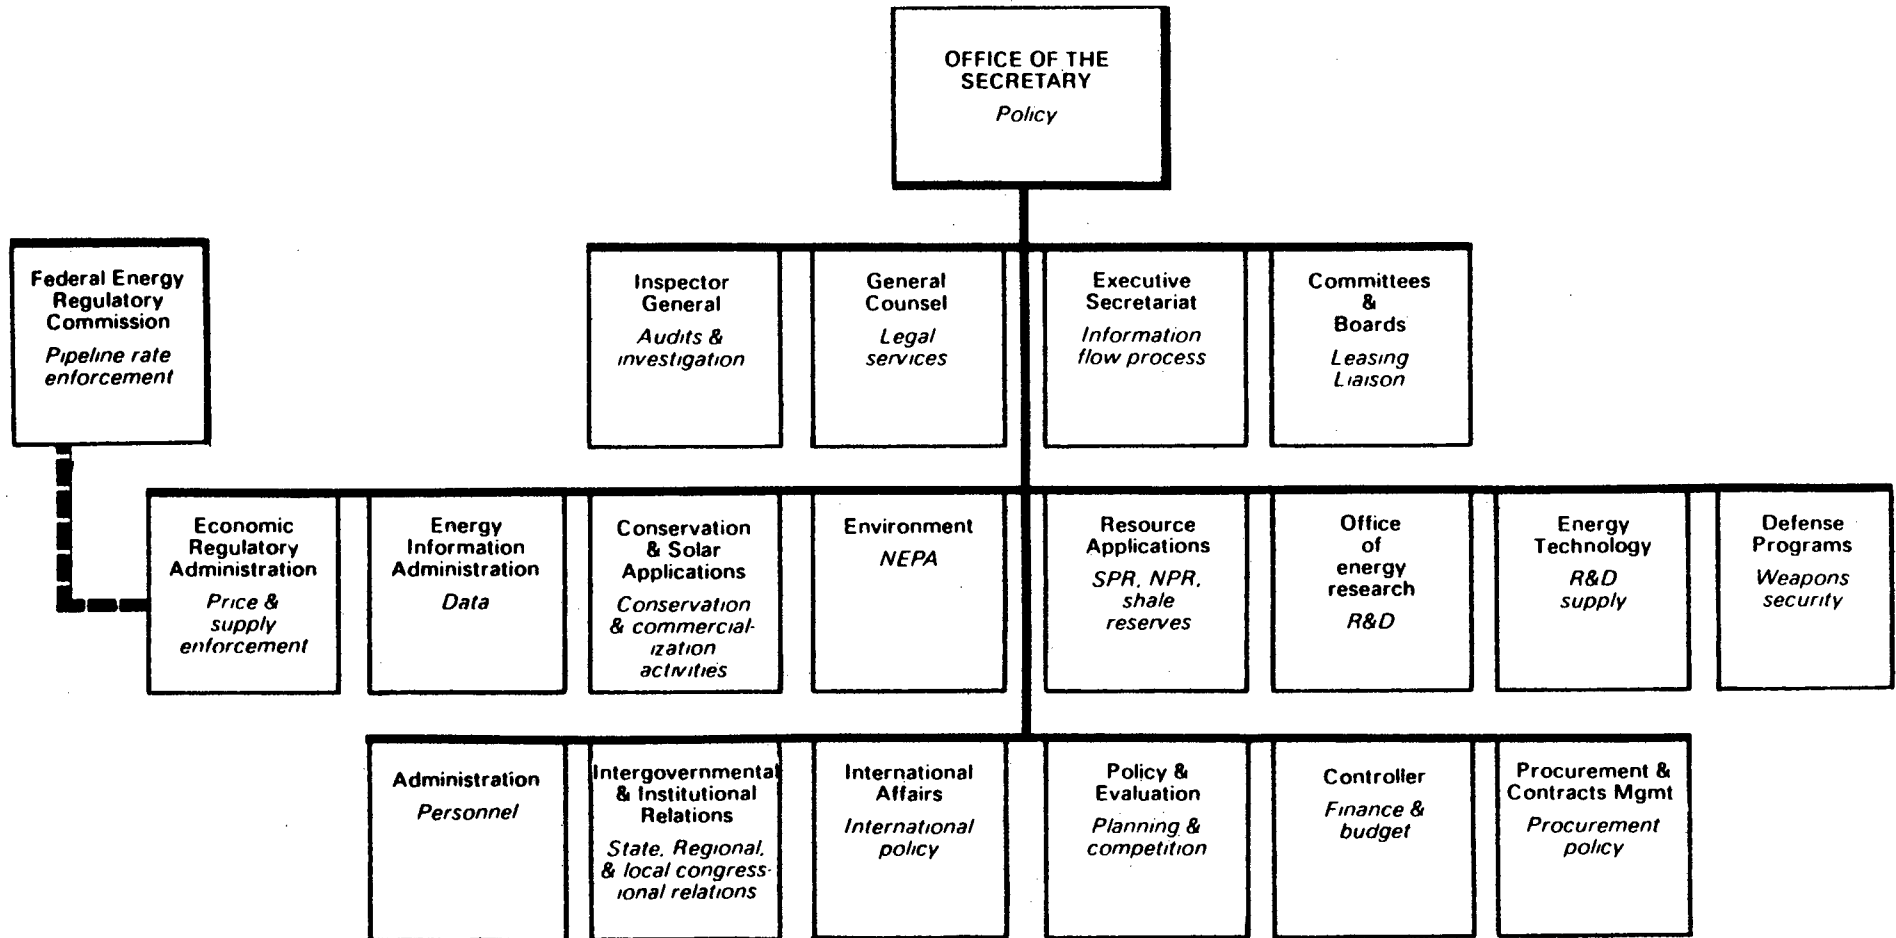 OFFICE OF THE
SECRETARY
Policy
Federal Energy
Regulatory
Commission
Pipeline rate
enforcement
Inspector
General
Audits &
investigation
General
Counsel
Legal
services
Executive
Secretariat
Information
flow process
Committees
&
Boards
Leasing
Liaison
Economic
Regulatory
Administration
Price &
supply
enforcement
Energy
Information
Administration
Data
Conservation
& Solar
Applications
Conservation
& commercial-
ization
activities
Environment
NEPA
Resource
Applications
SPR, NPR,
shale
reserves
Office
of
energy
research
R&D
Energy
Technology
R&D
supply
Defense
Programs
Weapons
security
Administration
Personnel
Intergovernmental
& Institutional
Relations
State, Regional,
& local congress-
ional relations
International
Affairs
International
policy
Policy &
Evaluation
Planning &
competition
Controller
Finance &
budget
Procurement &
Contracts Mgmt
Procurement
policy